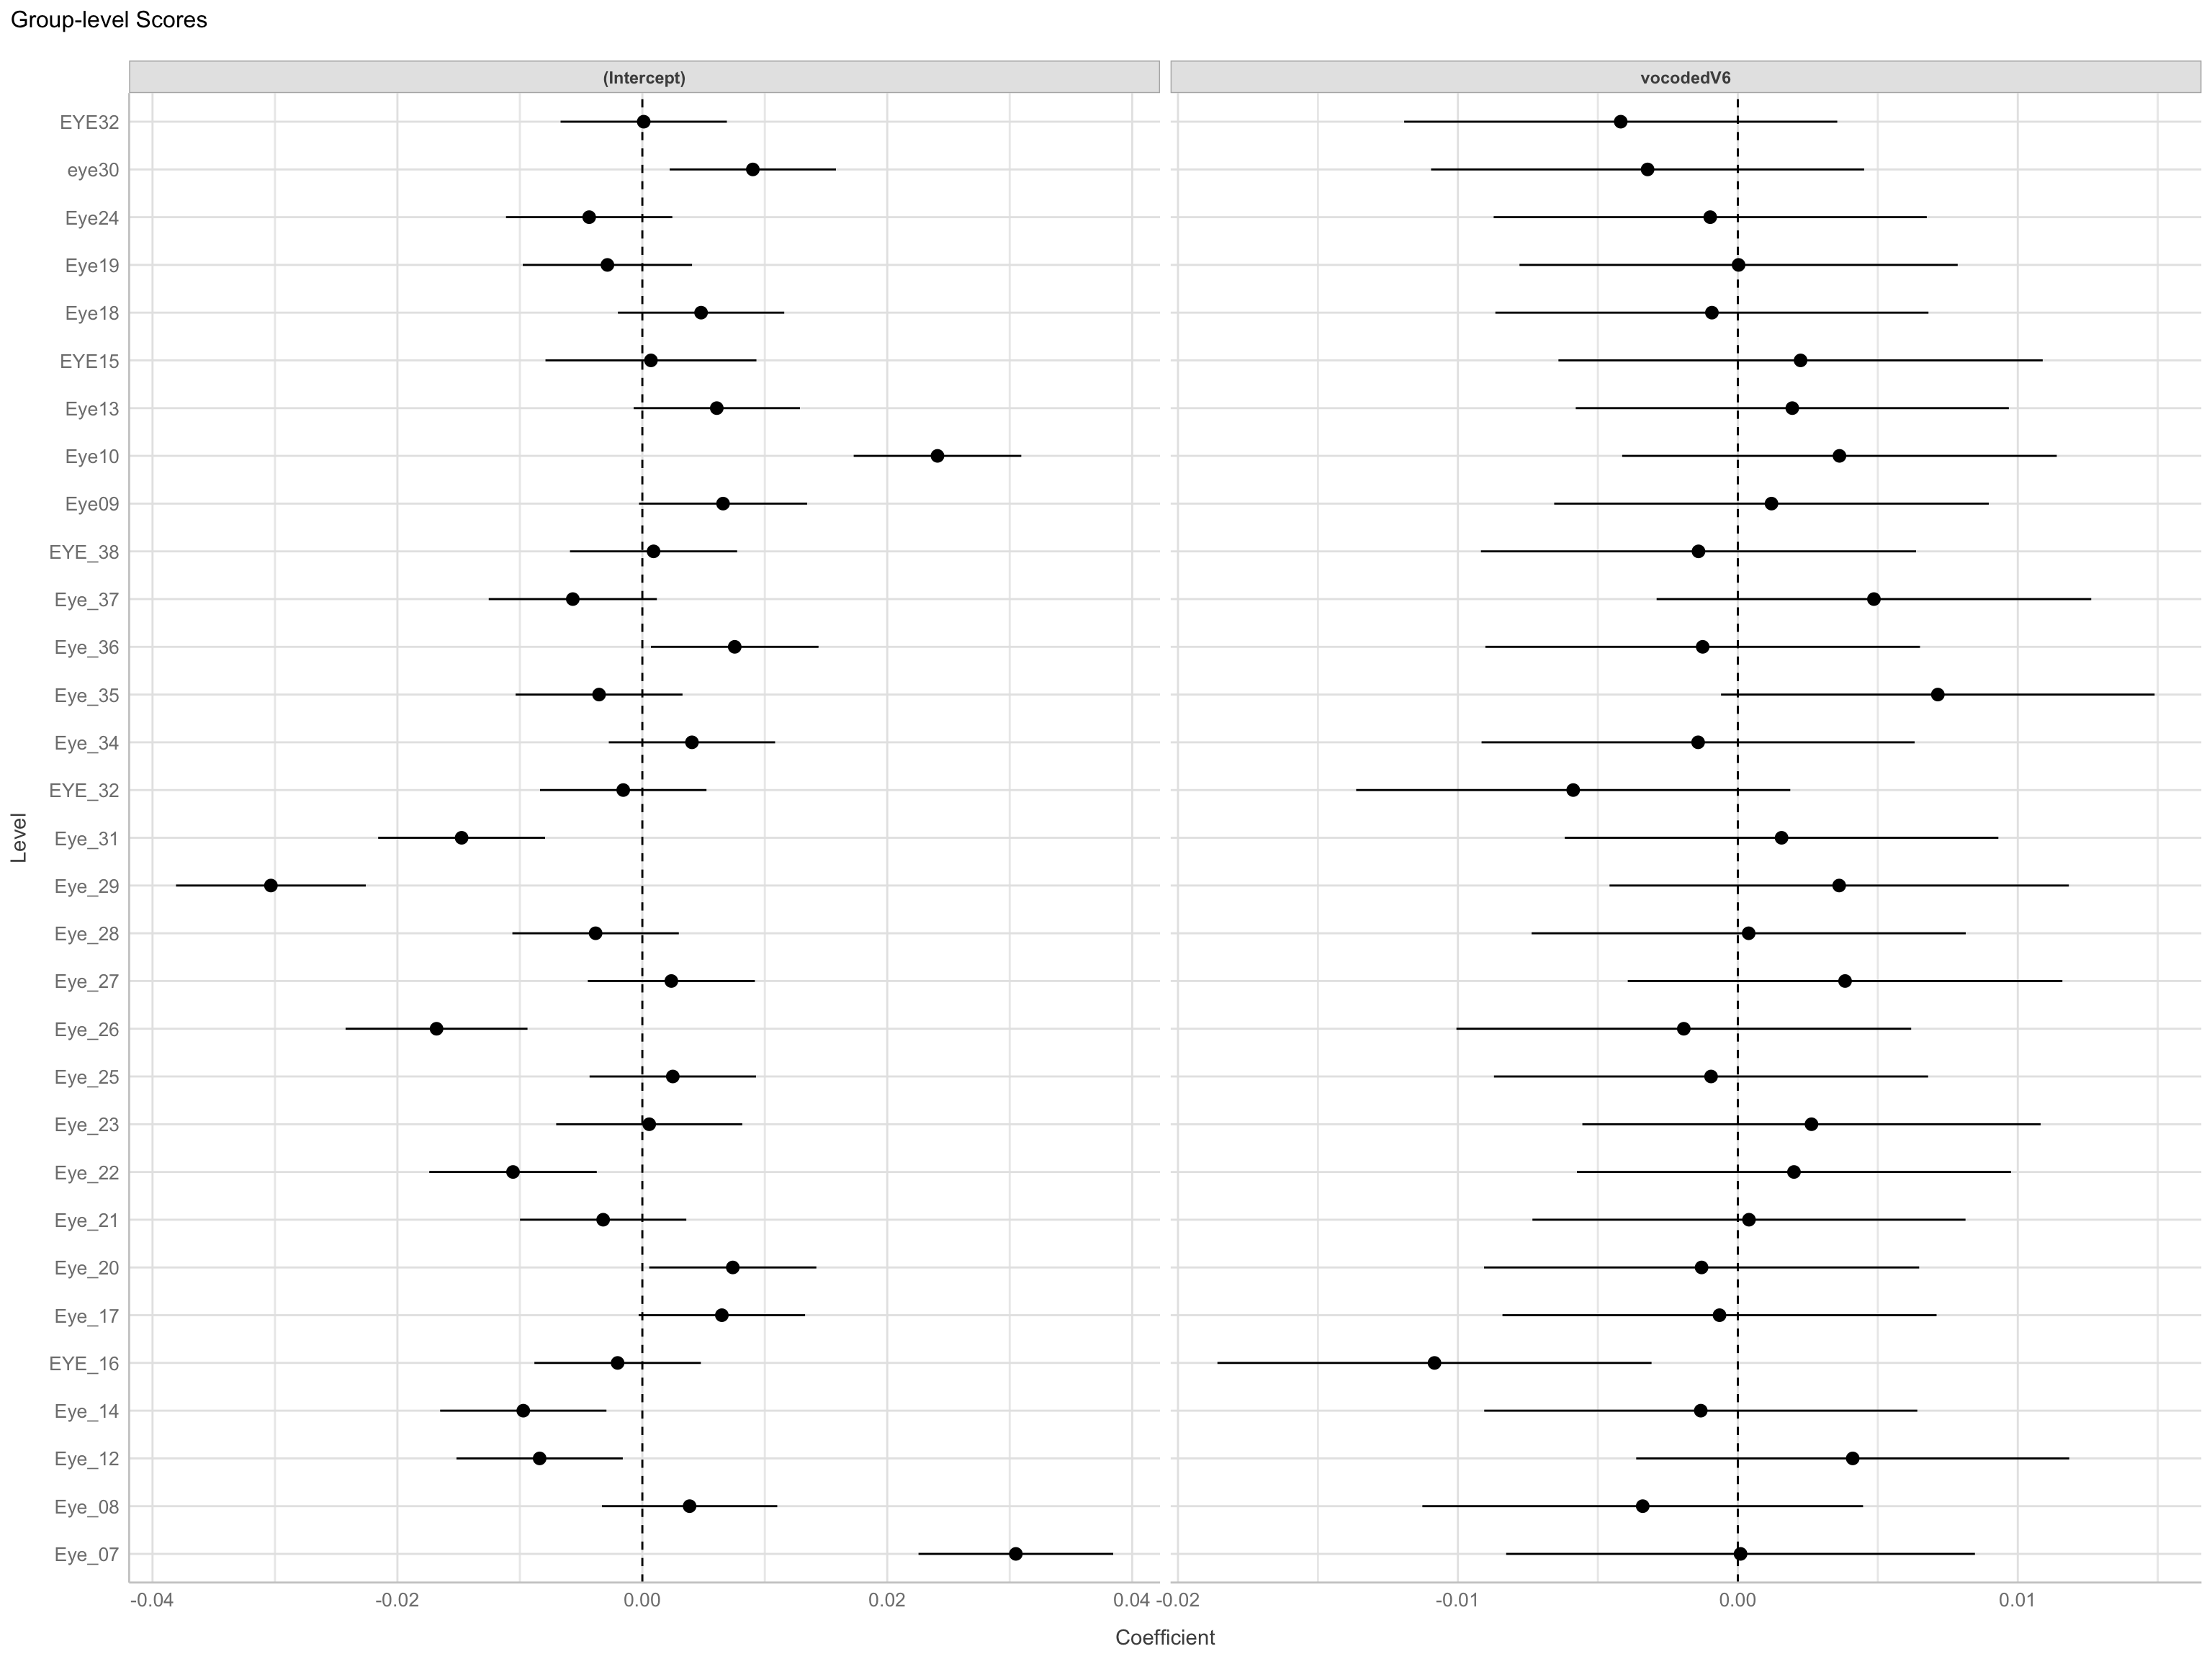 Group-level Scores
(Intercept) vocodedV6
EYE32
eye30
Eye24
Eye19
Eye18
EYE15
Eye13
Eye10
Eye09
EYE_38
Eye_37
Eye_36
Eye_35
Eye_34
EYE_32
Eye_31
Eye_29
Eye_28
Eye_27
Eye_26
Eye_25
Eye_23
Eye_22
Eye_21
Eye_20
Eye_17
EYE_16
Eye_14
Eye_12
Eye_08
Eye_07
Level
-0.04 -0.02 0.00 0.02 0.04 -0.02 -0.01 0.00 0.01
Coefficient